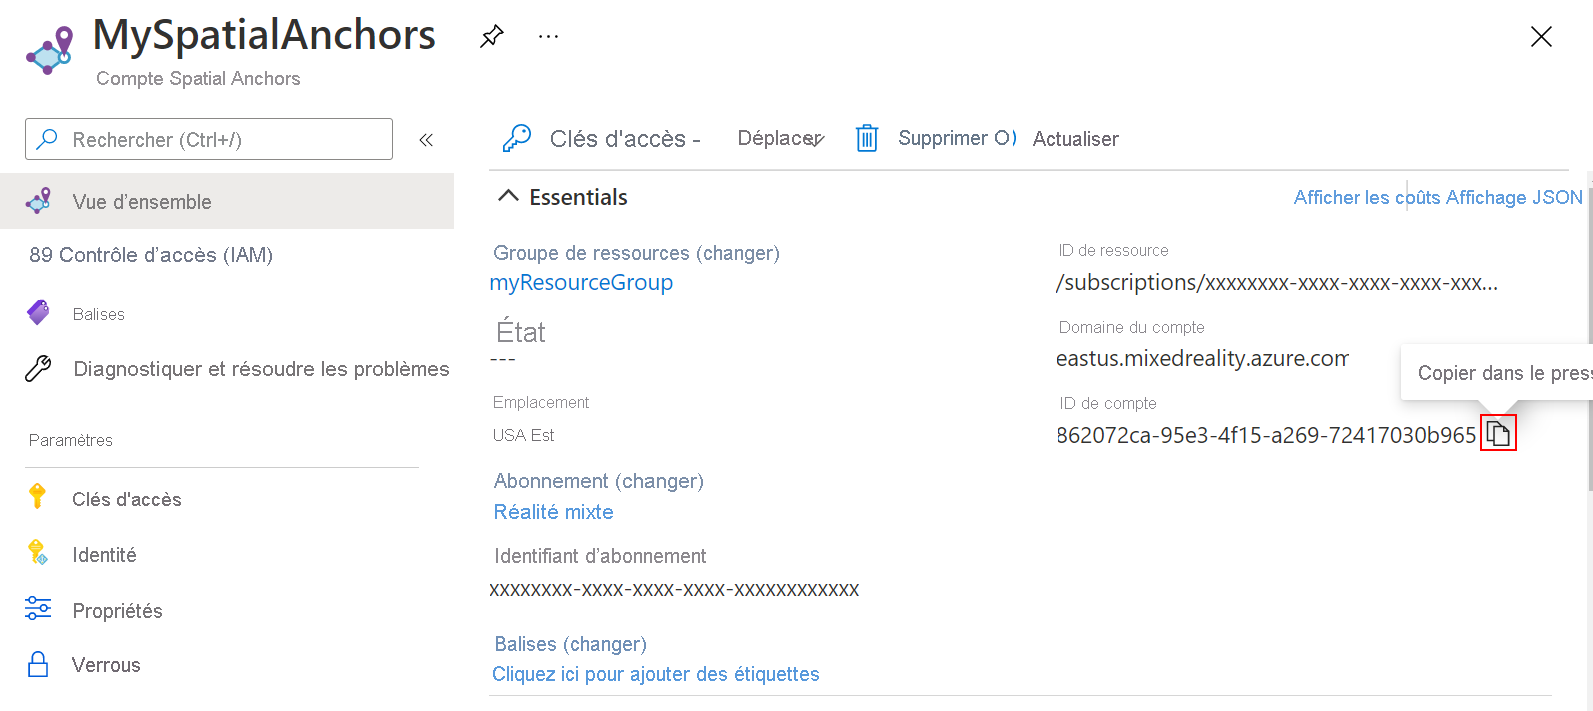 MySpatialAnchors
...
Compte Spatial Anchors
Rechercher (Ctrl+/)
«
Vue d'ensemble
89 Contrôle d'accès (IAM)
Balises
Diagnostiquer et résoudre les problèmes
Paramètres
Clés d'accès
Identité
Propriétés
Verrous
Clés d'accès - Déplacer Supprimer O) Actualiser
Essentials
Afficher les coûts Affichage JSON
Groupe de ressources (changer)
myResourceGroup
État
---
Emplacement
USA Est
Abonnement (changer)
Réalité mixte
Identifiant d'abonnement
xxxxxxxx-xxxx-xxxx-xxxx-xxxxxxxxxxxx
Balises (changer)
Cliquez ici pour ajouter des étiquettes
ID de ressource
/subscriptions/xxxxxxxx-xxxx-xxxx-xxxx-xxx...
Domaine du compte
eastus.mixedreality.azure.com
Copier dans le pres
ID de compte
862072ca-95e3-4f15-a269-72417030b965